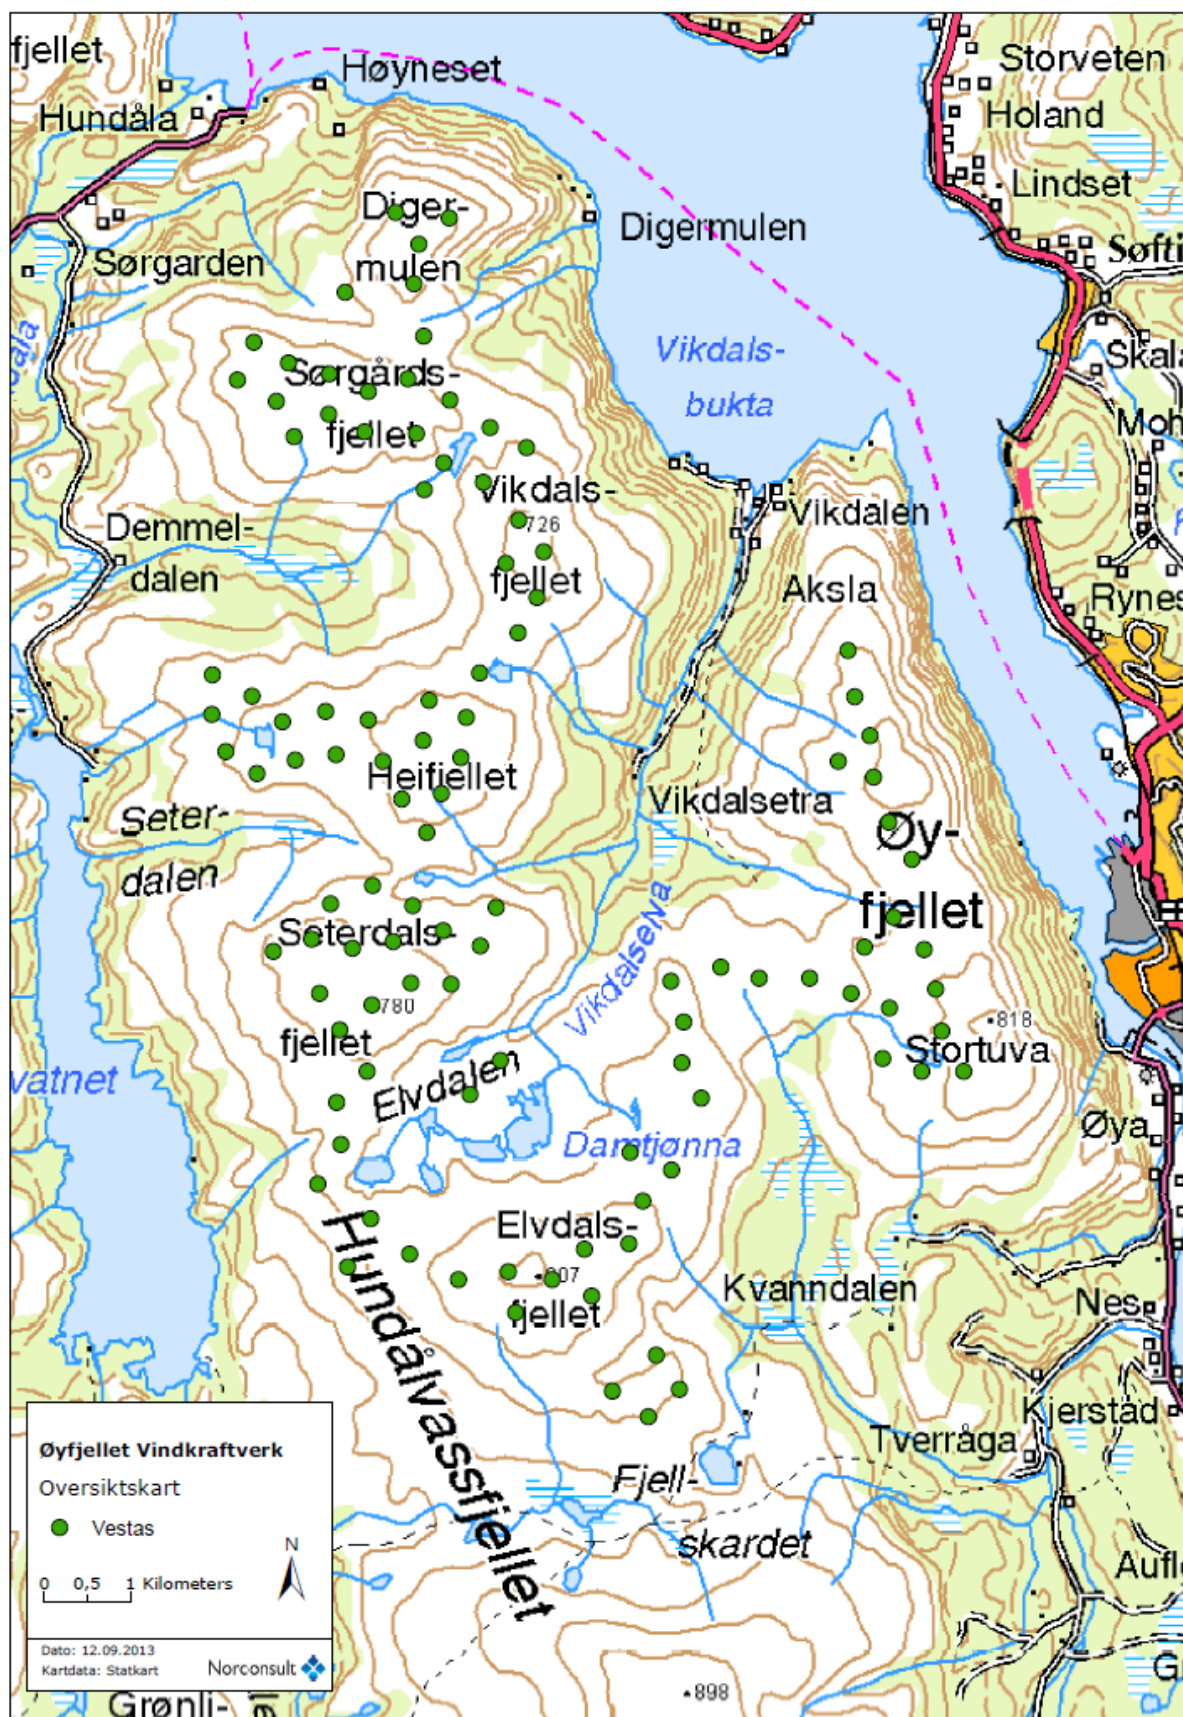 fjellet
Høyneset
Storveten
Hundåla
Holand
Lindset
Diger-
mulen
Digermulen
Sørgarden
Søfti
Vikdals-
bukta
Skala
Sørgårds-
fjellet
Moh
Vikdals-
726
fjellet
Vikdalen
Demmel-
dalen
Aksla
Rynes
Heifjellet
Vikdalsetra
Seter-
dalen
Øy-
fjellet
Seterdals-
780
fjellet
Vikdalselva
818
Stortuva
Elvdalen
vatnet
Damtjønna
Øya
Elvdals-
fjellet
Hundålvassfjellet
Kvanndalen
Nes
Kjerstad
Tverråga
Fjell-
skardet
Aufl
898
G
Øyfjellet Vindkraftverk
Oversiktskart
Vestas
N
0 0,5 1 Kilometers
Dato: 12.09.2013
Kartdata: Statkart
Norconsult
Grønli-